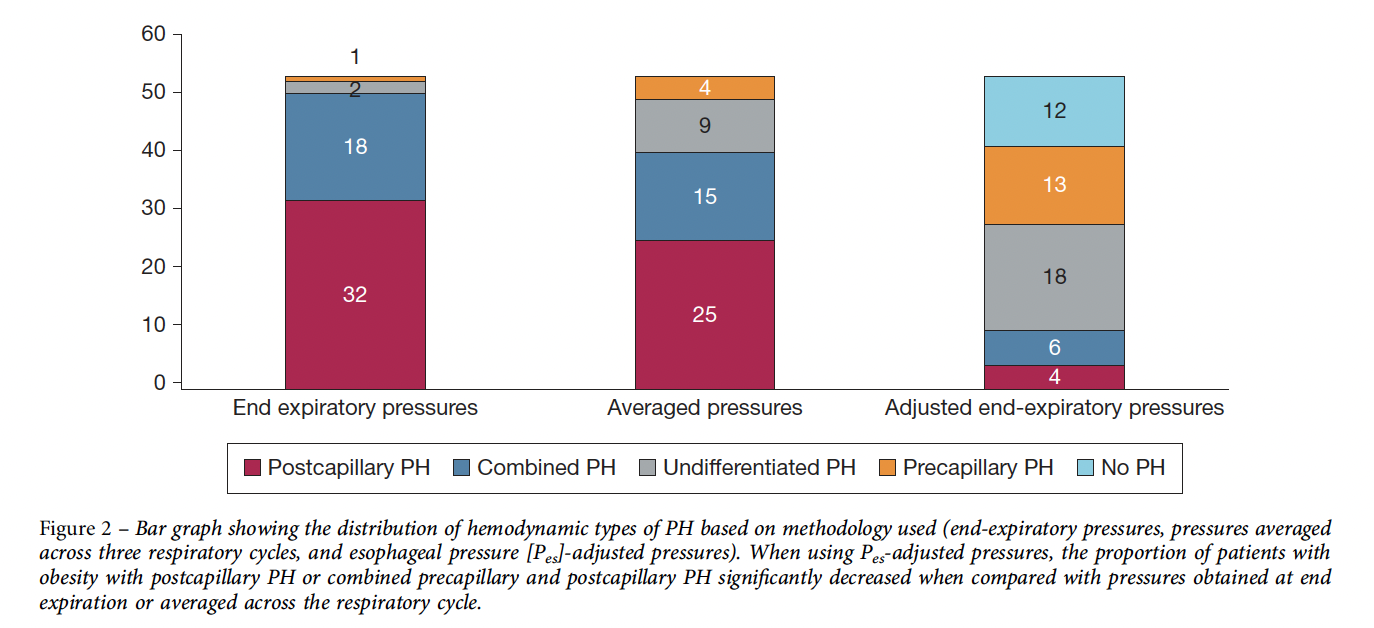 60
50
40
30
20
10
0
1
2
18
32
4
9
15
25
12
13
18
6
4
End expiratory pressures
Averaged pressures
Adjusted end-expiratory pressures
Postcapillary PH
Combined PH
Undifferentiated PH
Precapillary PH
No PH
Figure 2 – Bar graph showing the distribution of hemodynamic types of PH based on methodology used (end-expiratory pressures, pressures averaged
across three respiratory cycles, and esophageal pressure [Pes]-adjusted pressures). When using Pes-adjusted pressures, the proportion of patients with
obesity with postcapillary PH or combined precapillary and postcapillary PH significantly decreased when compared with pressures obtained at end
expiration or averaged across the respiratory cycle.